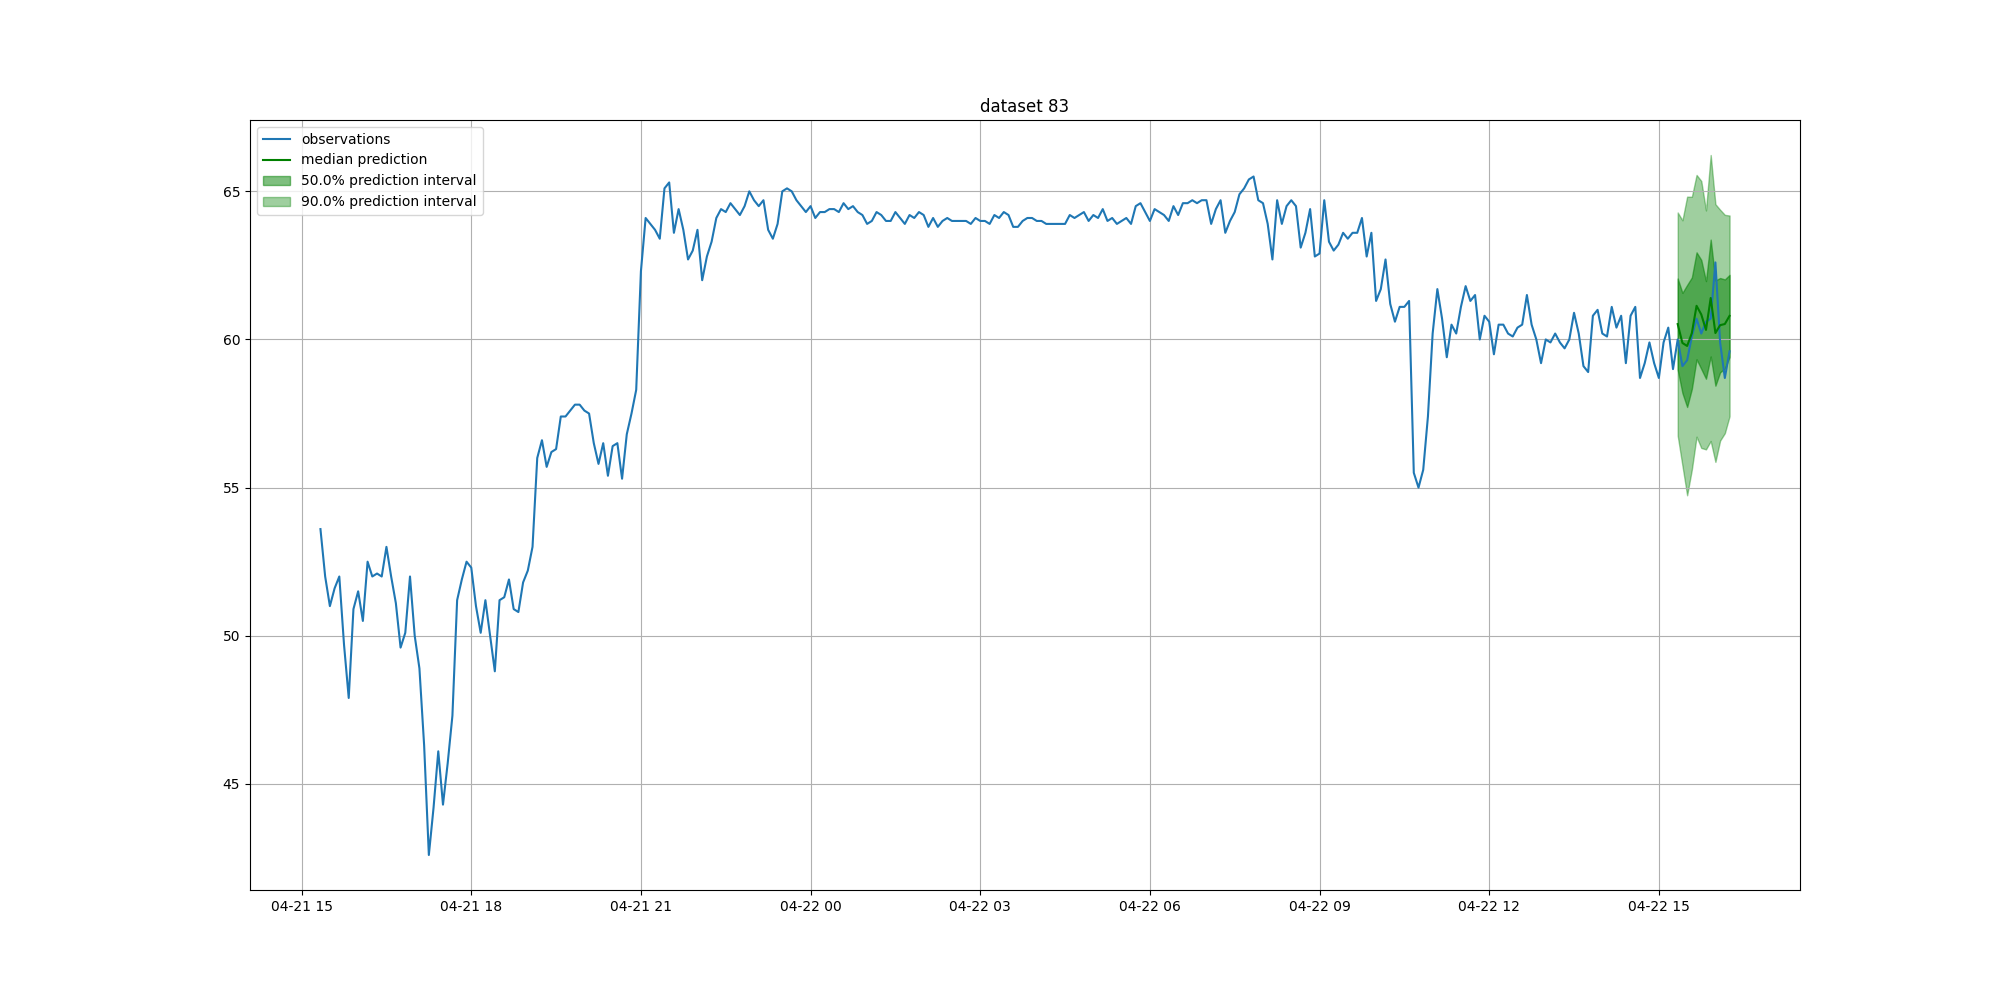 dataset 83
observations
median prediction
50.0% prediction interval
90.0% prediction interval
65
60
55
50
45
04-21 15
04-21 18
04-21 21
04-22 00
04-22 03
04-22 06
04-22 09
04-22 12
04-22 15